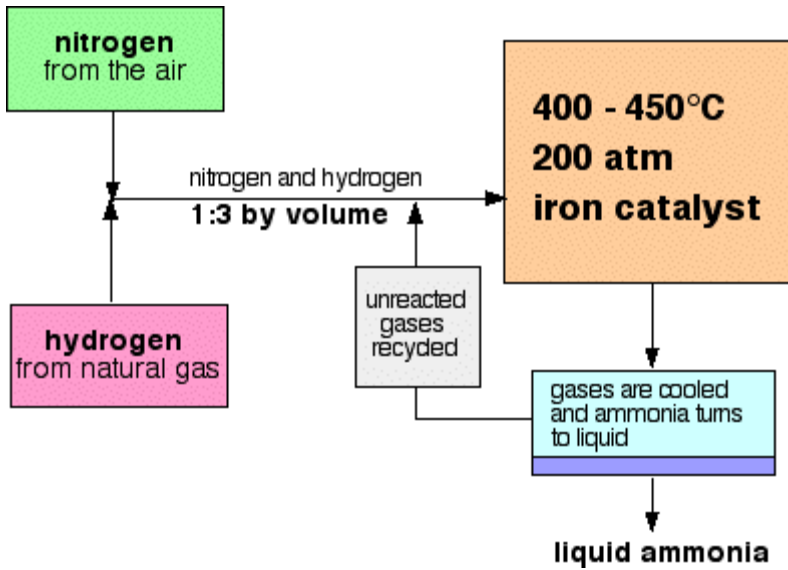 nitrogen
from the air
400 - 450°C
200 atm
iron catalyst
nitrogen and hydrogen
1:3 by volume
hydrogen
from natural gas
unreacted
gases
recycled
gases are cooled
and ammonia turns
to liquid
liquid ammonia